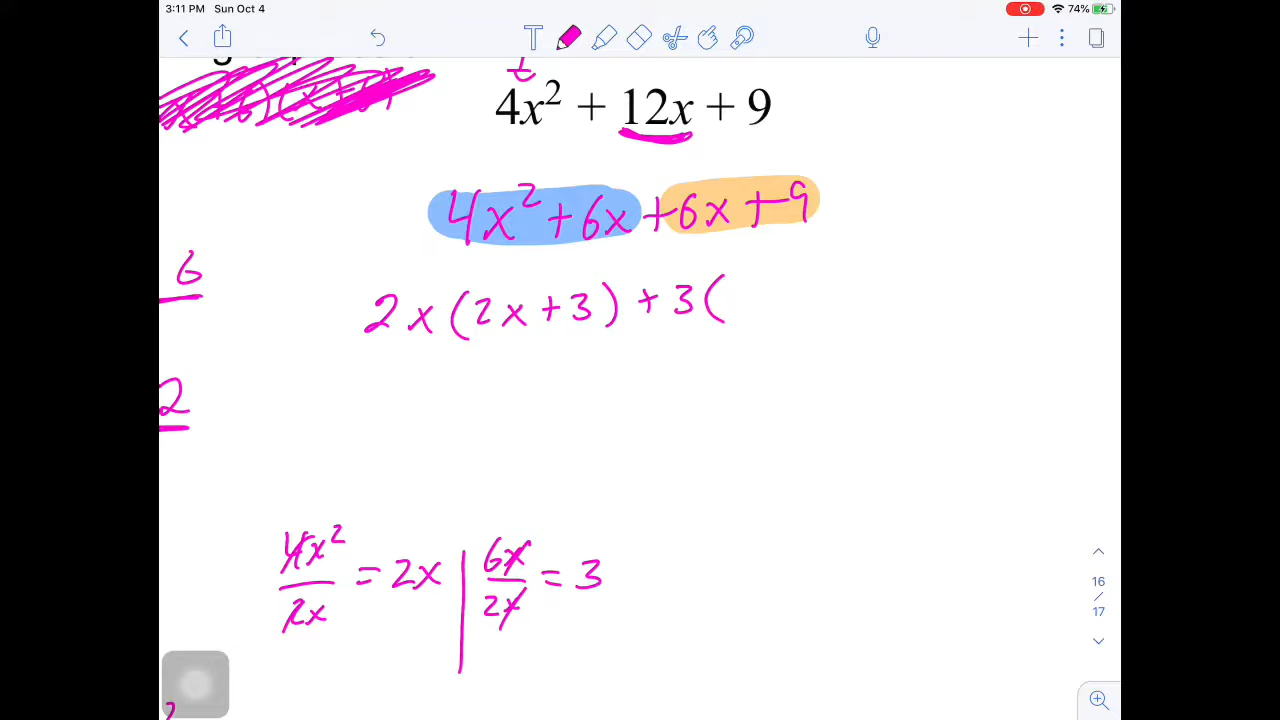 3:11 PM Sun Oct 4
74%
4x² + 12x + 9
4x² + 6x + 6x + 9
6
2x(2x+3) + 3(
2
4x²/2x = 2x | 6x/2x = 3
16
/
17